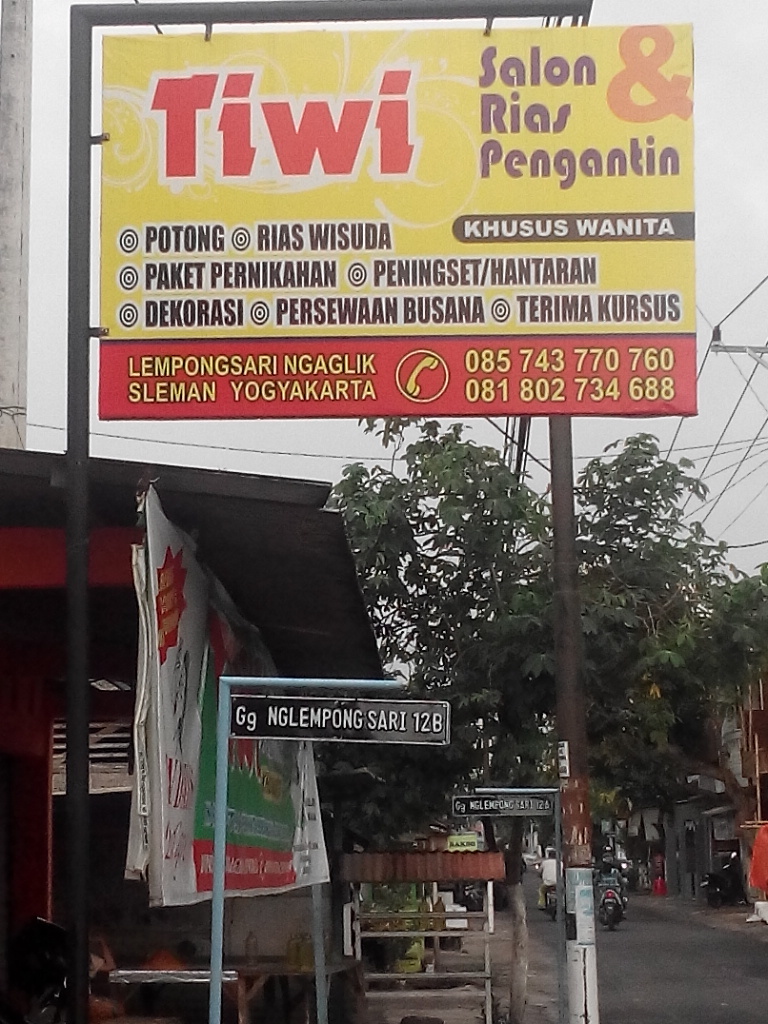 Tiwi
Salon &
Rias
Pengantin
KHUSUS WANITA
POTONG RIAS WISUDA
PAKET PERNIKAHAN PENINGSET/HANTARAN
DEKORASI PERSEWAAN BUSANA TERIMA KURSUS
LEMPONGSARI NGAGLIK
SLEMAN YOGYAKARTA
085 743 770 760
081 802 734 688
Gg NGLEMPONG SARI 12B
Gg NGLEMPONG SARI 12A